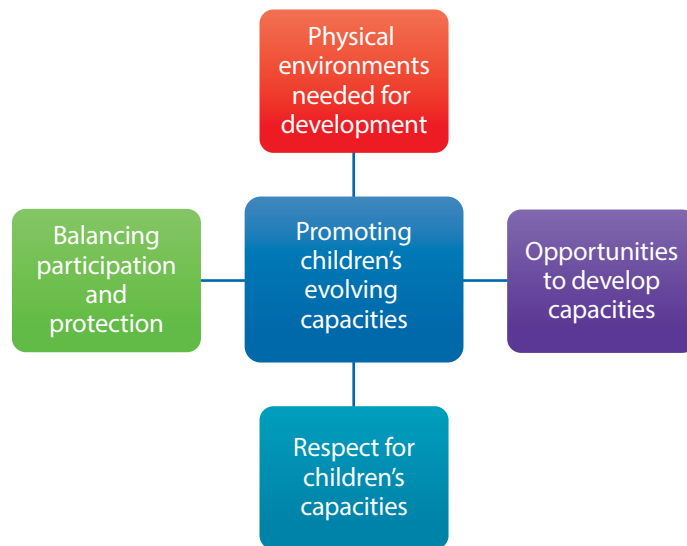 Physical
environments
needed for
development
Balancing
participation
and
protection
Promoting
children's
evolving
capacities
Opportunities
to develop
capacities
Respect for
children's
capacities